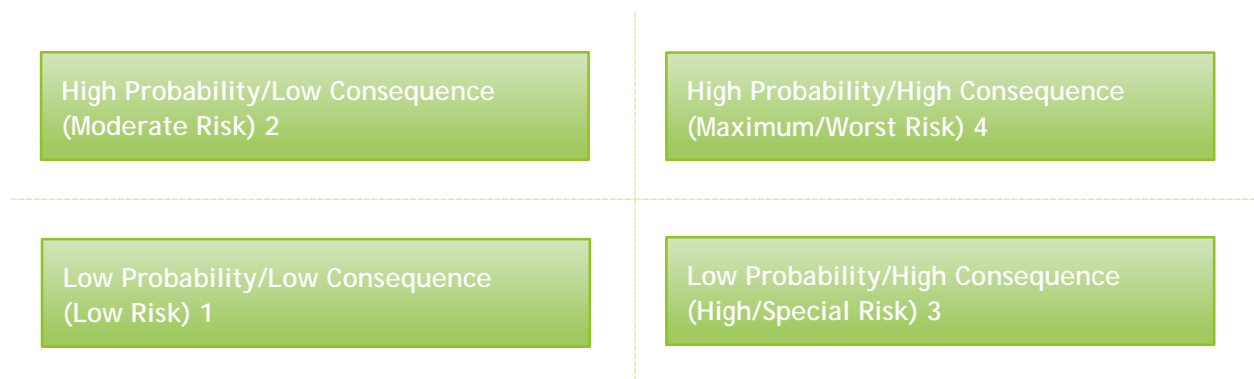 High Probability/Low Consequence
(Moderate Risk) 2
High Probability/High Consequence
(Maximum/Worst Risk) 4
Low Probability/Low Consequence
(Low Risk) 1
Low Probability/High Consequence
(High/Special Risk) 3